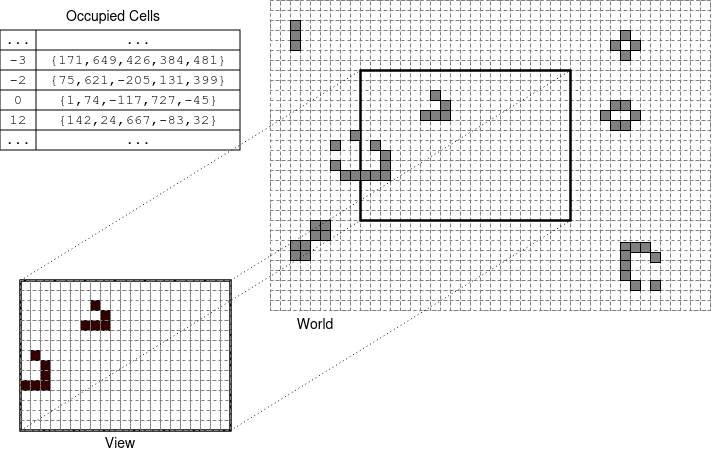 Occupied Cells
... ...
-3 {171,649,426,384,481}
-2 {75,621,-205,131,399}
0 {1,74,-117,727,-45}
12 {142,24,667,-83,32}
... ...
World
View